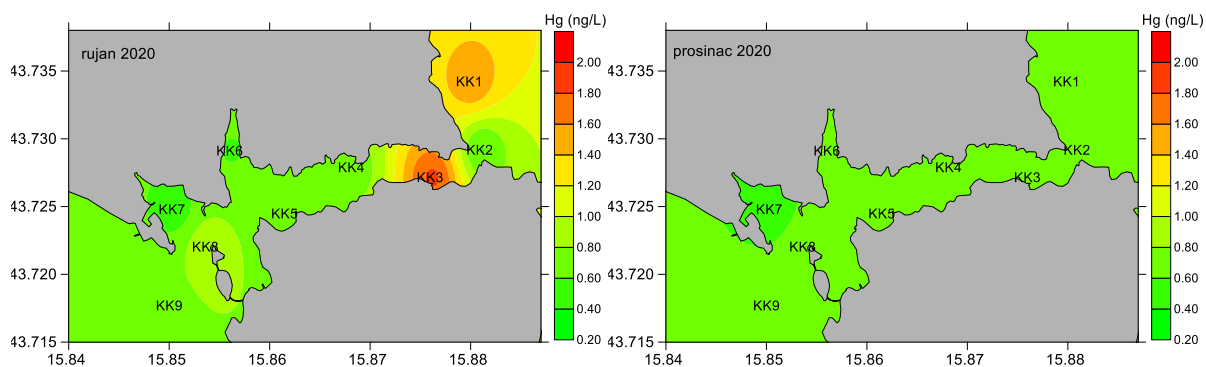 Hg (ng/L)
rujan 2020
43.735
43.730
43.725
43.720
43.715
15.84
15.85
15.86
15.87
15.88
KK1
KK2
KK3
KK4
KK5
KK6
KK7
KK8
KK9
2.00
1.80
1.60
1.40
1.20
1.00
0.80
0.60
0.40
0.20
Hg (ng/L)
prosinac 2020
43.735
43.730
43.725
43.720
43.715
15.84
15.85
15.86
15.87
15.88
KK1
KK2
KK3
KK4
KK5
KK6
KK7
KK8
KK9
2.00
1.80
1.60
1.40
1.20
1.00
0.80
0.60
0.40
0.20